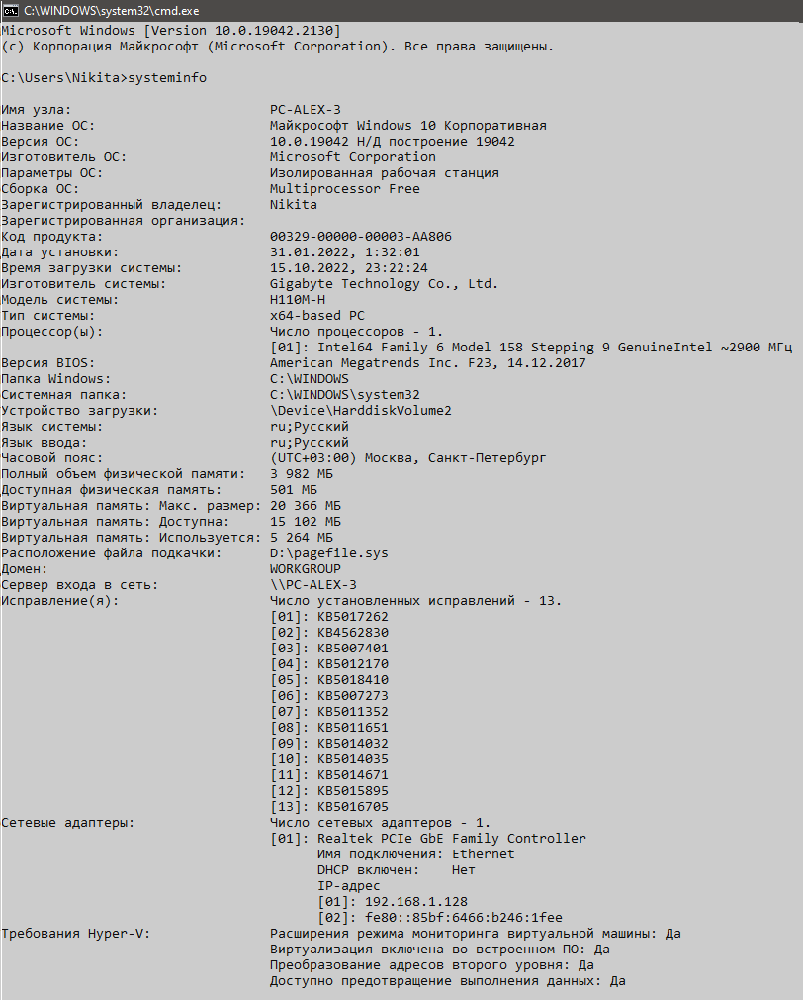 C:\WINDOWS\system32\cmd.exe
Microsoft Windows [Version 10.0.19042.2130]
(c) Корпорация Майкрософт (Microsoft Corporation). Все права защищены.
C:\Users\Nikita>systeminfo
Имя узла: PC-ALEX-3
Название ОС: Майкрософт Windows 10 Корпоративная
Версия ОС: 10.0.19042 Н/Д построение 19042
Изготовитель ОС: Microsoft Corporation
Параметры ОС: Изолированная рабочая станция
Сборка ОС: Multiprocessor Free
Зарегистрированный владелец: Nikita
Зарегистрированная организация:
Код продукта: 00329-00000-00003-AA806
Дата установки: 31.01.2022, 1:32:01
Время загрузки системы: 15.10.2022, 23:22:24
Изготовитель системы: Gigabyte Technology Co., Ltd.
Модель системы: H110M-H
Тип системы: x64-based PC
Процессор(ы): Число процессоров - 1.
[01]: Intel64 Family 6 Model 158 Stepping 9 GenuineIntel ~2900 МГц
Версия BIOS: American Megatrends Inc. F23, 14.12.2017
Папка Windows: C:\WINDOWS
Системная папка: C:\WINDOWS\system32
Устройство загрузки: \Device\HarddiskVolume2
Язык системы: ru;Русский
Язык ввода: ru;Русский
Часовой пояс: (UTC+03:00) Москва, Санкт-Петербург
Полный объем физической памяти: 3 982 МБ
Доступная физическая память: 501 МБ
Виртуальная память: Макс. размер: 20 366 МБ
Виртуальная память: Доступна: 15 102 МБ
Виртуальная память: Используется: 5 264 МБ
Расположение файла подкачки: D:\pagefile.sys
Домен: WORKGROUP
Сервер входа в сеть: \\PC-ALEX-3
Исправление(я): Число установленных исправлений - 13.
[01]: KB5017262
[02]: KB4562830
[03]: KB5007401
[04]: KB5012170
[05]: KB5018410
[06]: KB5007273
[07]: KB5011352
[08]: KB5011651
[09]: KB5014032
[10]: KB5014035
[11]: KB5014671
[12]: KB5015895
[13]: KB5016705
Сетевые адаптеры: Число сетевых адаптеров - 1.
[01]: Realtek PCIe GbE Family Controller
Имя подключения: Ethernet
DHCP включен: Нет
IP-адрес
[01]: 192.168.1.128
[02]: fe80::85bf:6466:b246:1fee
Требования Hyper-V: Расширения режима мониторинга виртуальной машины: Да
Виртуализация включена во встроенном ПО: Да
Преобразование адресов второго уровня: Да
Доступно предотвращение выполнения данных: Да